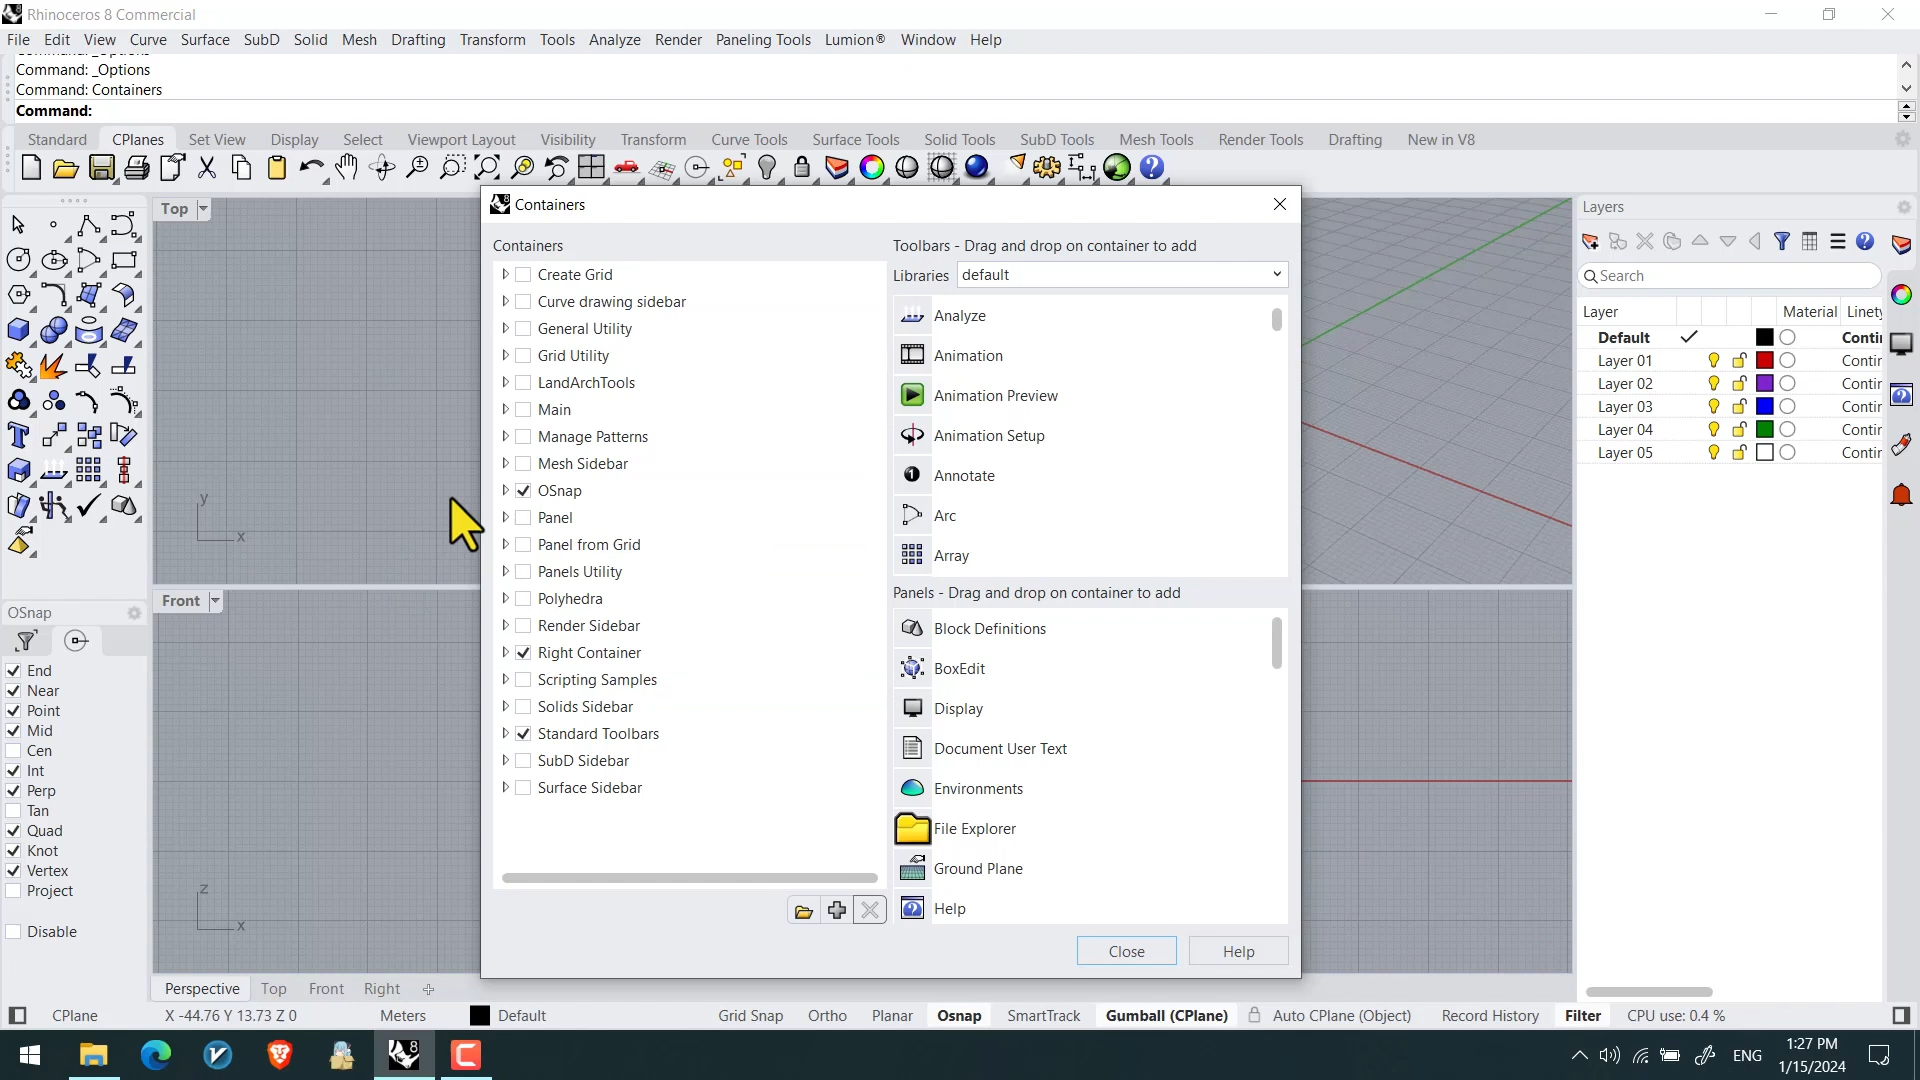 Rhinoceros 8 Commercial
File Edit View Curve Surface SubD Solid Mesh Drafting Transform Tools Analyze Render Paneling Tools Lumion® Window Help
Command: _Options
Command: Containers
Command:
Standard CPlanes Set View Display Select Viewport Layout Visibility Transform Curve Tools Surface Tools Solid Tools SubD Tools Mesh Tools Render Tools Drafting New in V8
Top
Containers
Containers
Create Grid
Curve drawing sidebar
General Utility
Grid Utility
LandArchTools
Main
Manage Patterns
Mesh Sidebar
OSnap
Panel
Panel from Grid
Panels Utility
Polyhedra
Render Sidebar
Right Container
Scripting Samples
Solids Sidebar
Standard Toolbars
SubD Sidebar
Surface Sidebar
Toolbars - Drag and drop on container to add
Libraries default
Analyze
Animation
Animation Preview
Animation Setup
Annotate
Arc
Array
Panels - Drag and drop on container to add
Block Definitions
BoxEdit
Display
Document User Text
Environments
File Explorer
Ground Plane
Help
Close Help
Layers
Search
Layer Material Linety
Default Contir
Layer 01 Contir
Layer 02 Contir
Layer 03 Contir
Layer 04 Contir
Layer 05 Contir
y
x
Front
z
x
OSnap
End
Near
Point
Mid
Cen
Int
Perp
Tan
Quad
Knot
Vertex
Project
Disable
Perspective Top Front Right
CPlane X -44.76 Y 13.73 Z 0 Meters Default Grid Snap Ortho Planar Osnap SmartTrack Gumball (CPlane) Auto CPlane (Object) Record History Filter CPU use: 0.4 %
ENG
1:27 PM
1/15/2024